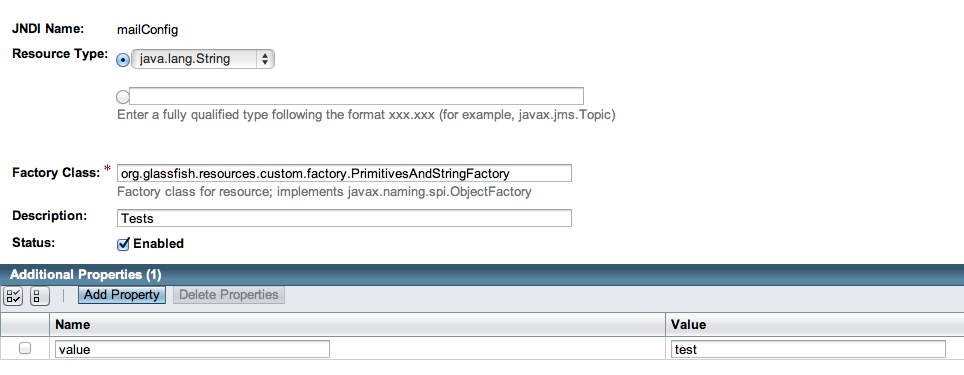 JNDI Name: mailConfig
Resource Type: java.lang.String
Enter a fully qualified type following the format xxx.xxx (for example, javax.jms.Topic)
Factory Class: * org.glassfish.resources.custom.factory.PrimitivesAndStringFactory
Factory class for resource; implements javax.naming.spi.ObjectFactory
Description: Tests
Status: Enabled
Additional Properties (1)
Add Property Delete Properties
Name Value
value test